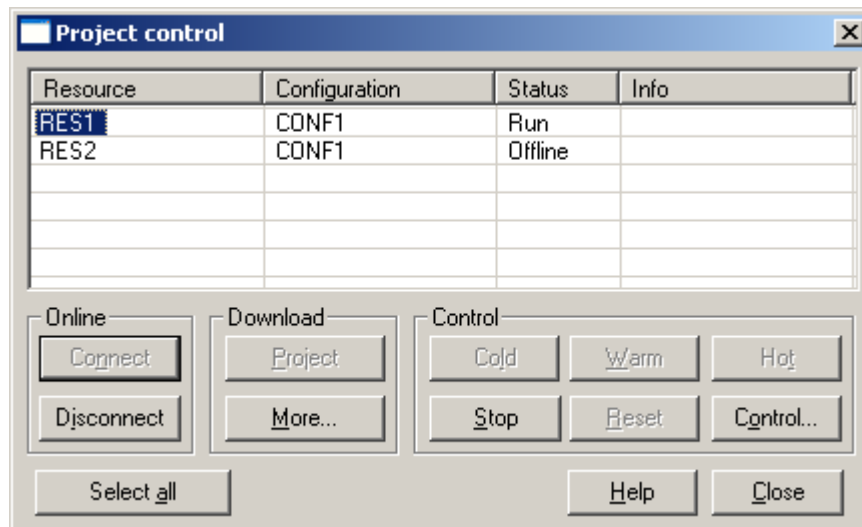 Project control
Resource Configuration Status Info
RES1 CONF1 Run
RES2 CONF1 Offline
Online Download Control
Connect Project Cold Warm Hot
Disconnect More... Stop Reset Control...
Select all Help Close